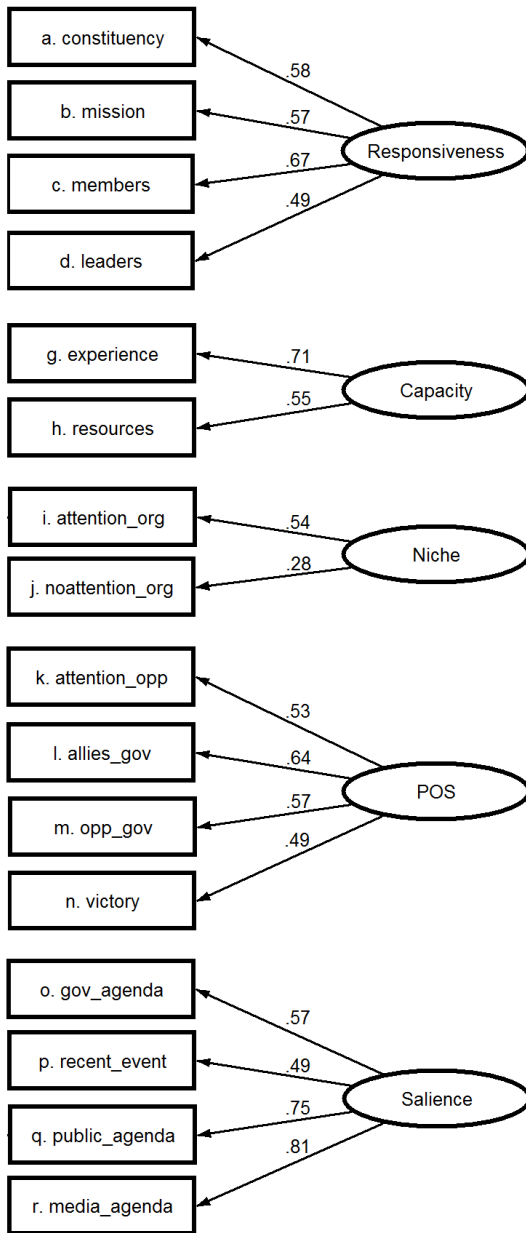 a. constituency
.58
b. mission
.57
Responsiveness
c. members
.67
.49
d. leaders
g. experience
.71
Capacity
h. resources
.55
i. attention_org
.54
Niche
j. noattention_org
.28
k. attention_opp
.53
l. allies_gov
.64
POS
m. opp_gov
.57
n. victory
.49
o. gov_agenda
.57
p. recent_event
.49
Salience
q. public_agenda
.75
r. media_agenda
.81